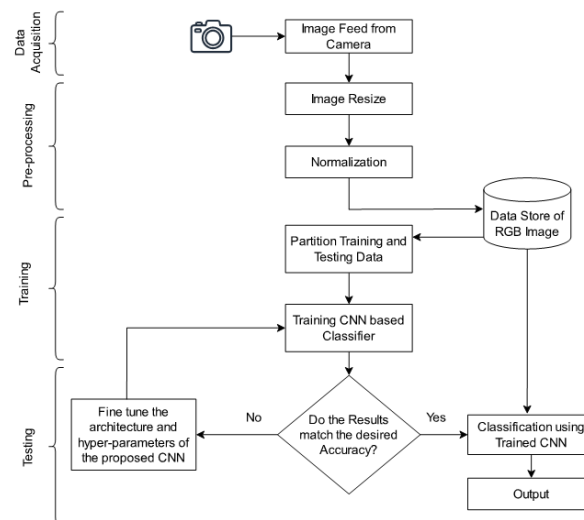 Data
Acquisition
Image Feed from
Camera
Pre-processing
Image Resize
Normalization
Data Store of
RGB Image
Training
Partition Training and
Testing Data
Training CNN based
Classifier
Testing
Fine tune the
architecture and
hyper-parameters of
the proposed CNN
No
Do the Results
match the desired
Accuracy?
Yes
Classification using
Trained CNN
Output